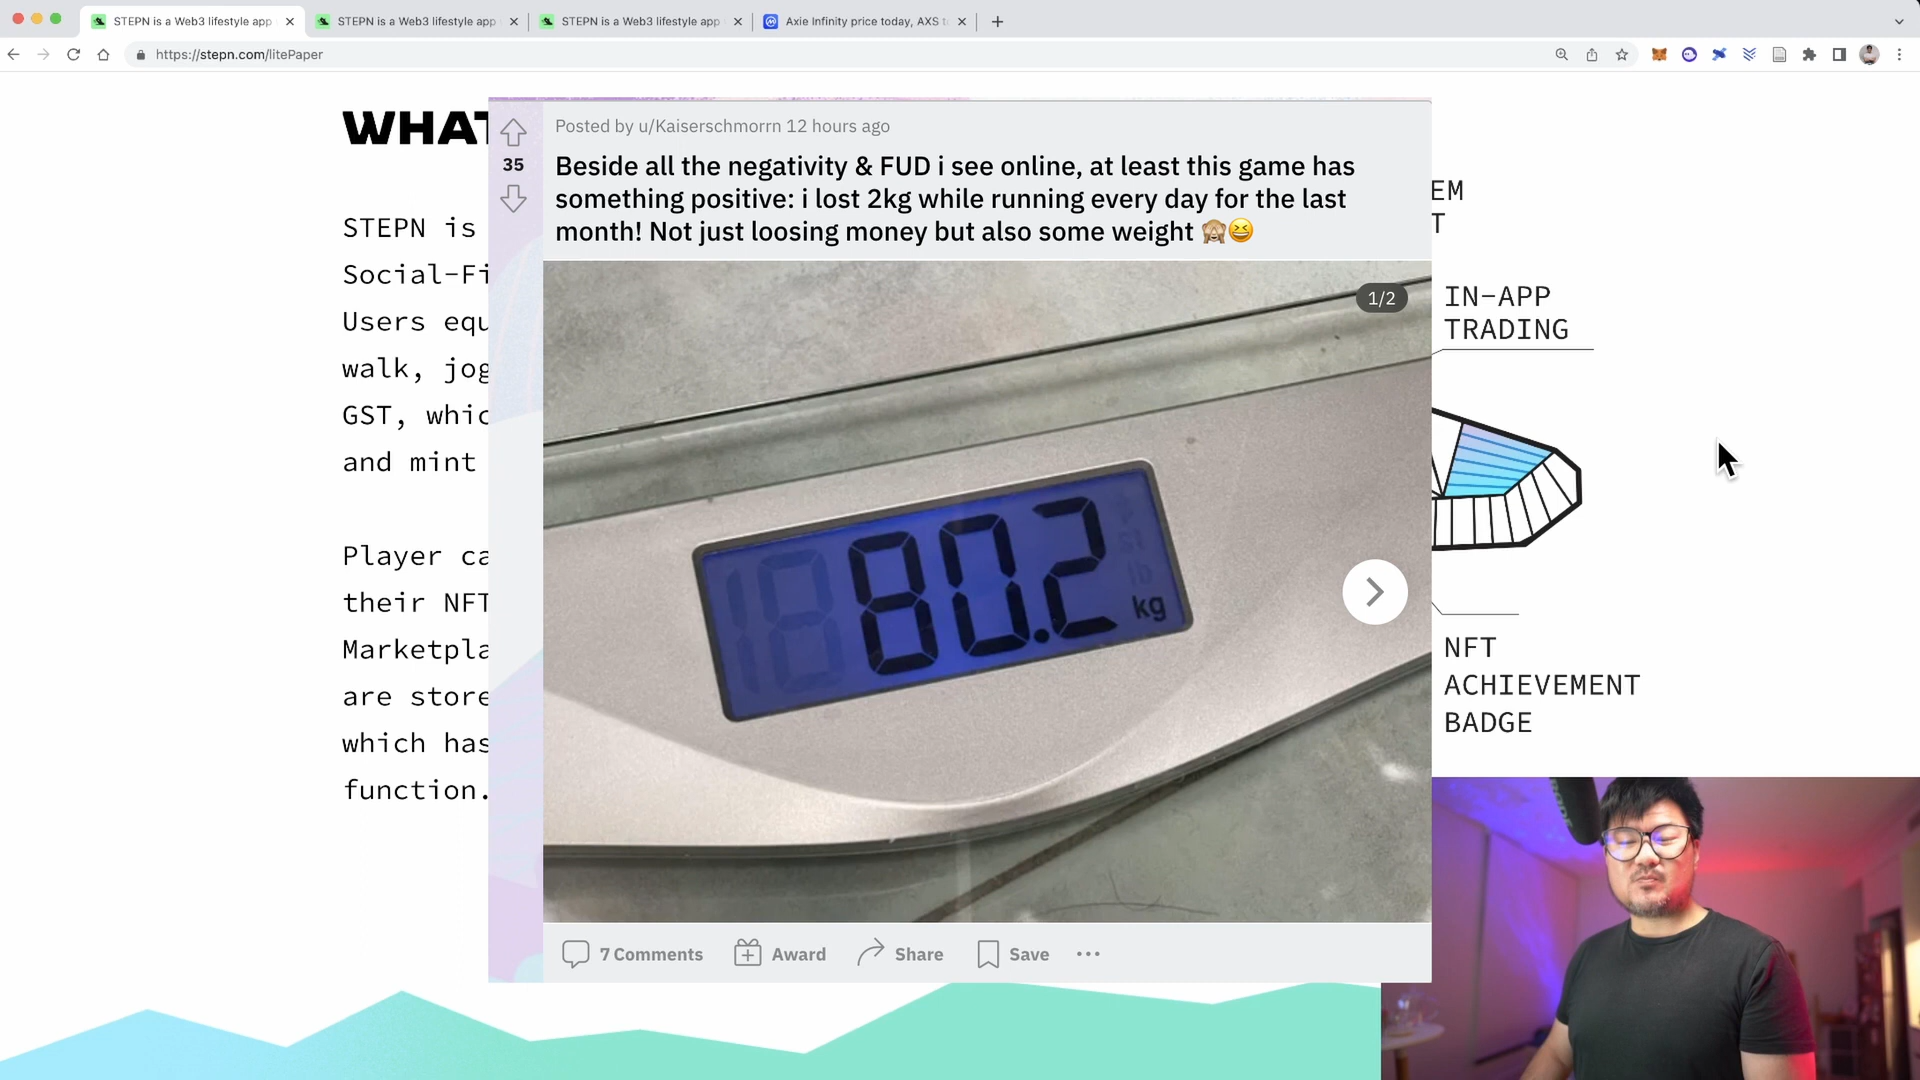 STEPN is a Web3 lifestyle app
STEPN is a Web3 lifestyle app
STEPN is a Web3 lifestyle app
Axie Infinity price today, AXS t
https://stepn.com/litePaper
WHAT
STEPN is
Social-Fi
Users equ
walk, jog
GST, whic
and mint
Player ca
their NFT
Marketpla
are store
which has
function.
35
Posted by u/Kaiserschmorrn 12 hours ago
Beside all the negativity & FUD i see online, at least this game has
something positive: i lost 2kg while running every day for the last
month! Not just loosing money but also some weight 🙈😆
1/2
80.2
kg
7 Comments
Award
Share
Save
EM
T
IN-APP
TRADING
NFT
ACHIEVEMENT
BADGE